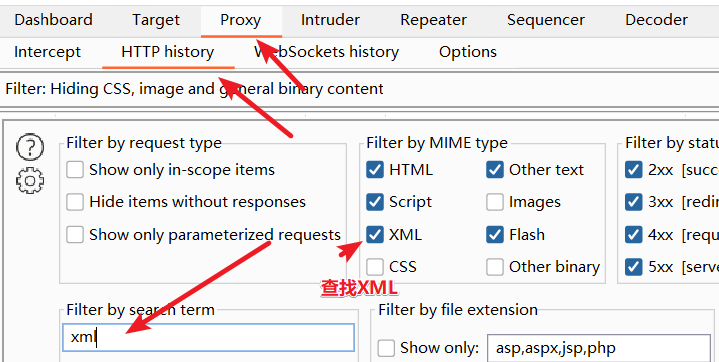 Dashboard Target Proxy Intruder Repeater Sequencer Decoder
Intercept HTTP history WebSockets history Options
Filter: Hiding CSS, image and general binary content
Filter by request type
Show only in-scope items
Hide items without responses
Show only parameterized requests
Filter by MIME type
HTML Other text
Script Images
XML Flash
CSS Other binary
Filter by statu
2xx [succ
3xx [redir
4xx [requ
5xx [serve
查找XML
Filter by search term
xml
Filter by file extension
Show only: asp,aspx,jsp,php